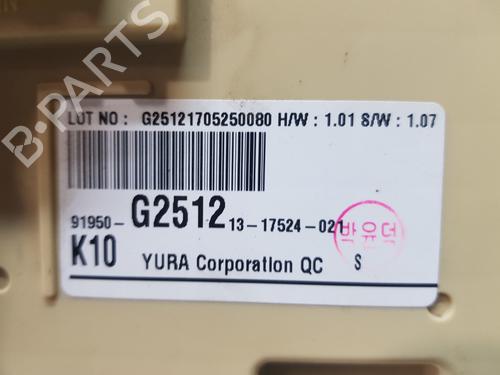 B-PARTS
LOT NO : G25121705250080 H/W : 1.01 S/W : 1.07
91950- G2512 13-17524-021
박윤덕
K10 YURA Corporation QC S